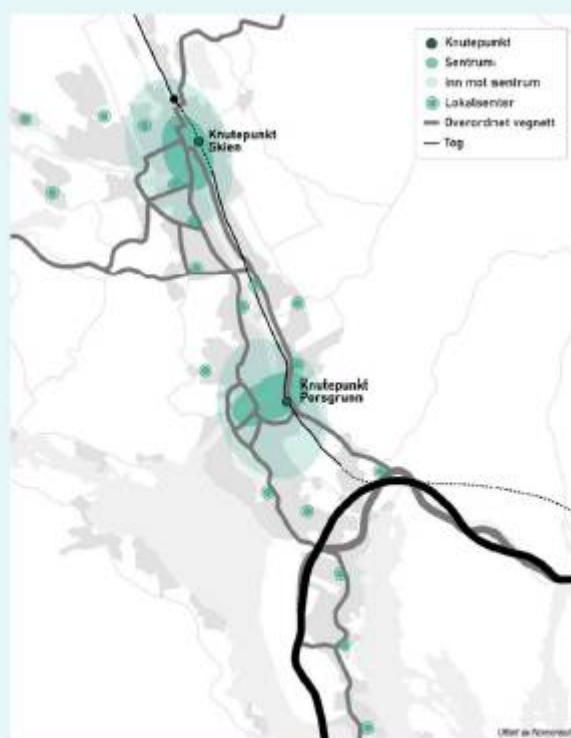 Knutepunkt
Sentrum
Inn mot sentrum
Lokalsenter
Overordnet vegnett
Tog
Knutepunkt
Skien
Knutepunkt
Porsgrunn